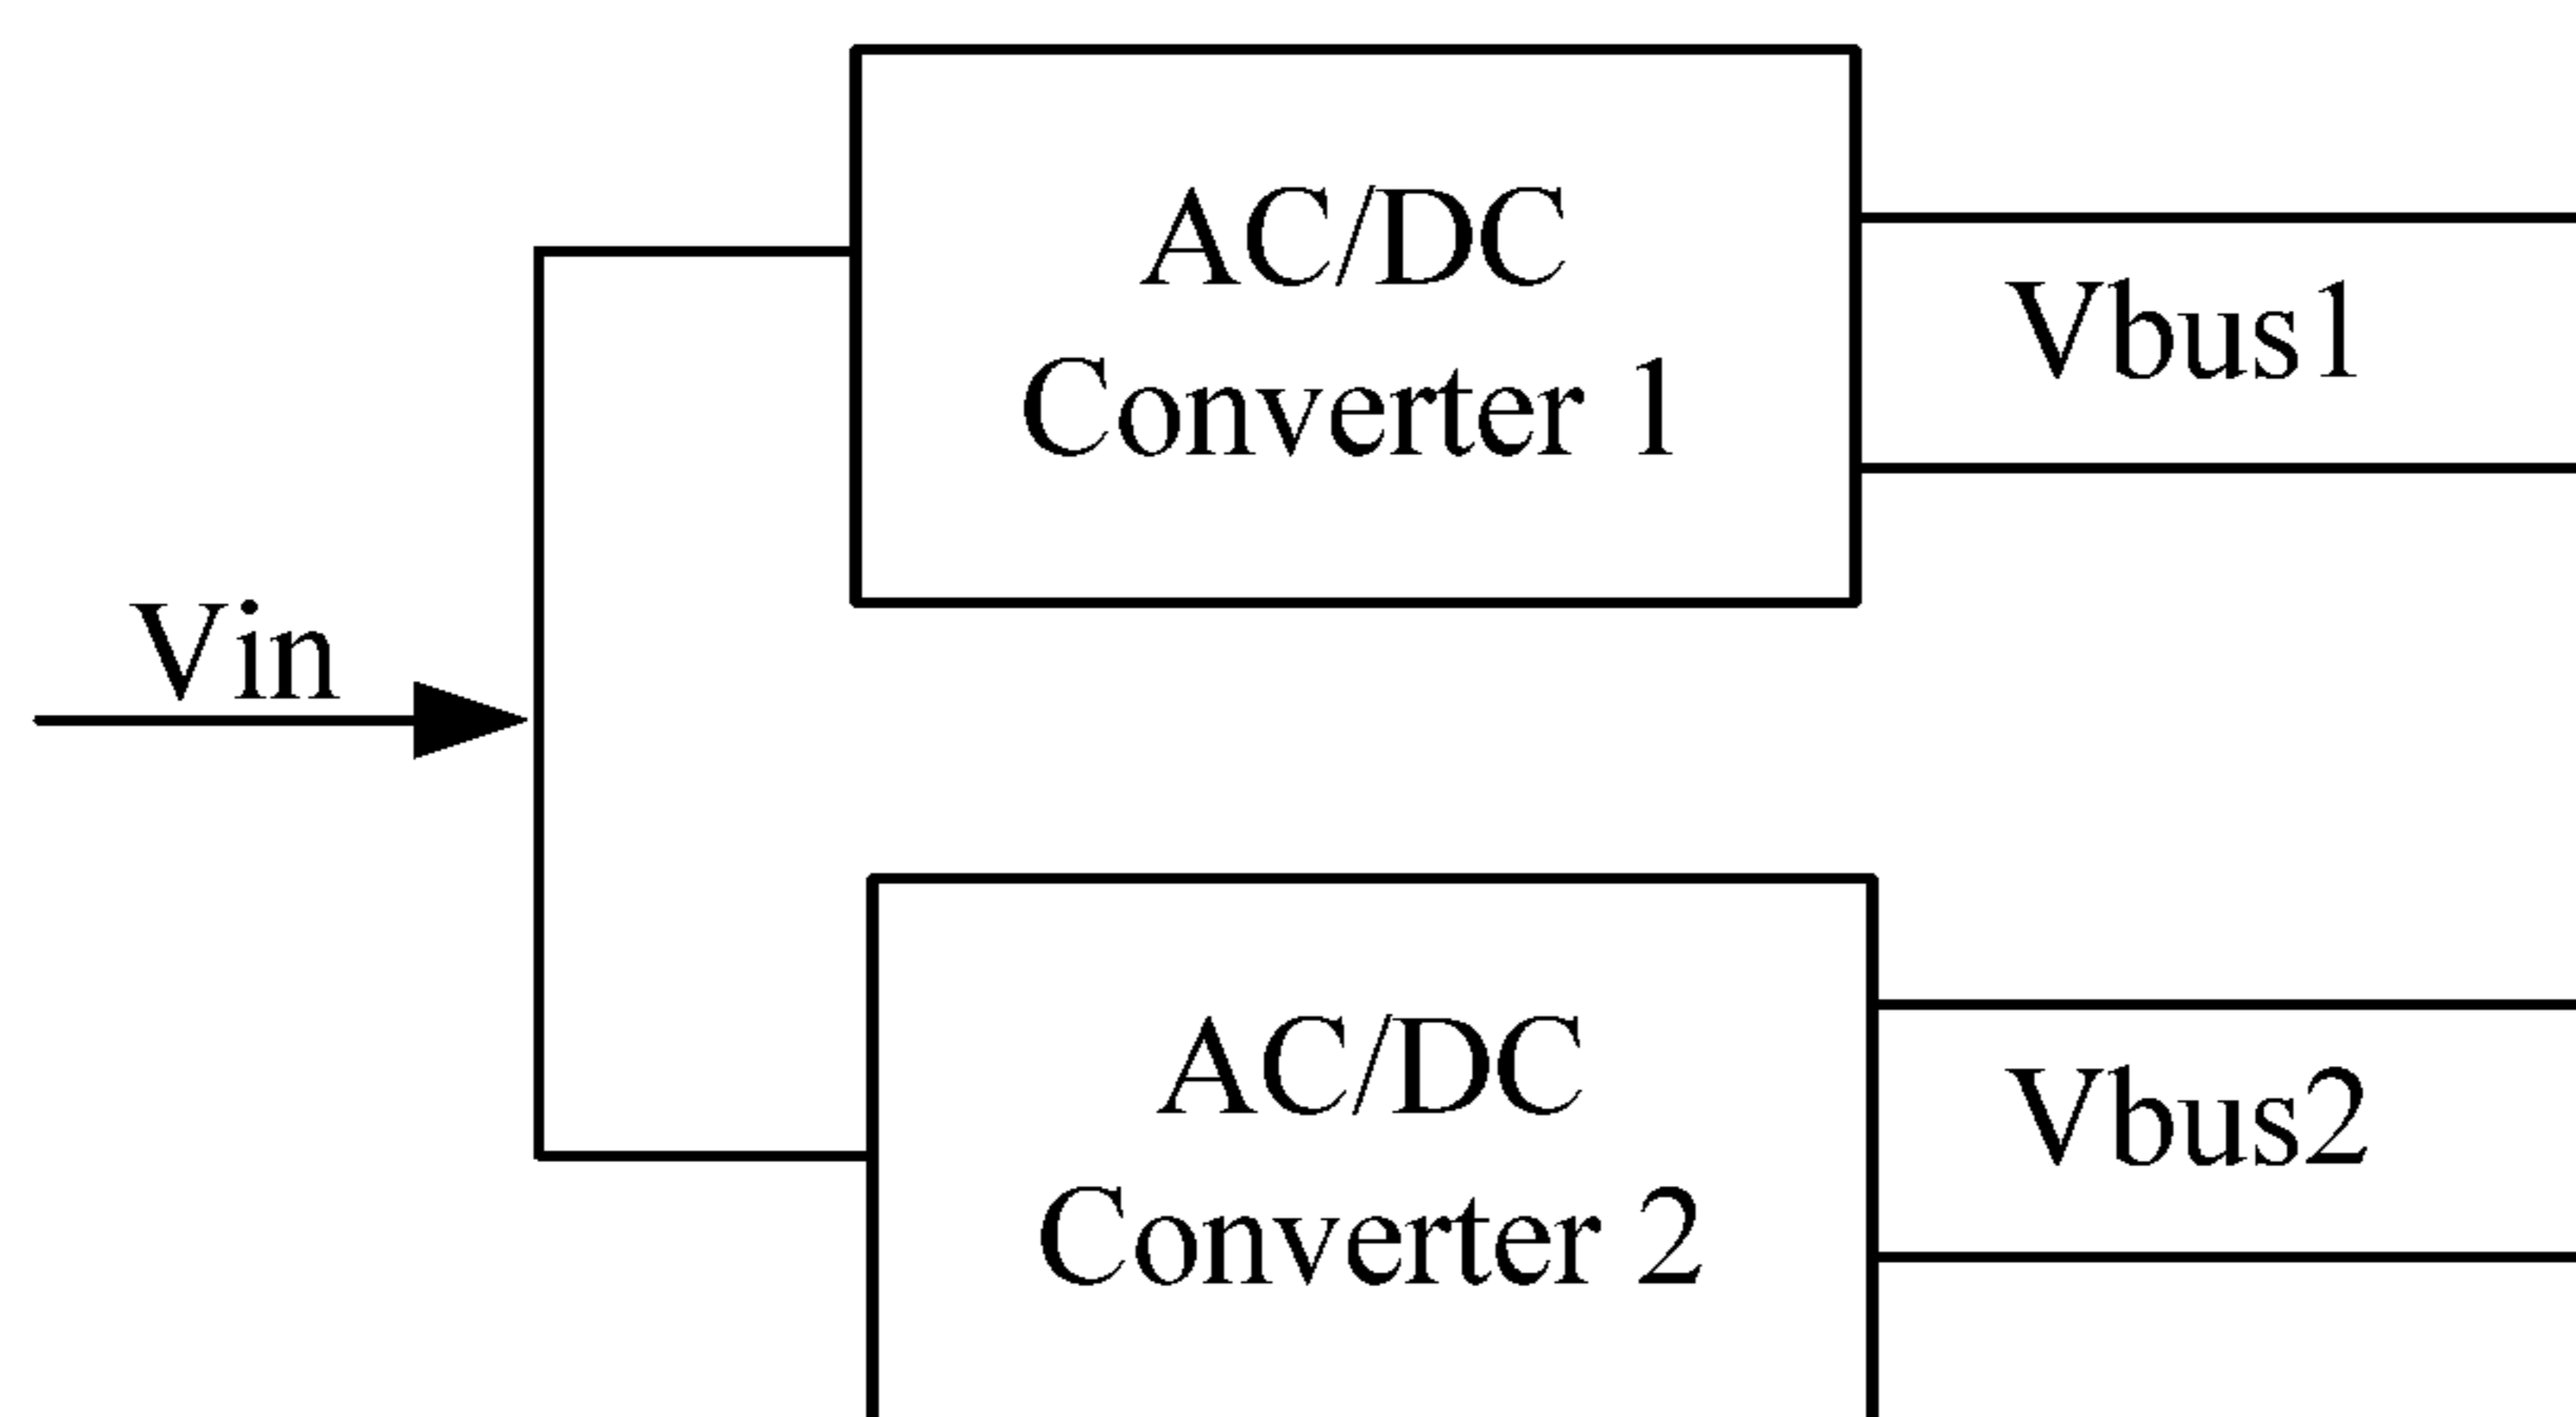 AC/DC
Converter 1
Vbus1
Vin
AC/DC
Converter 2
Vbus2